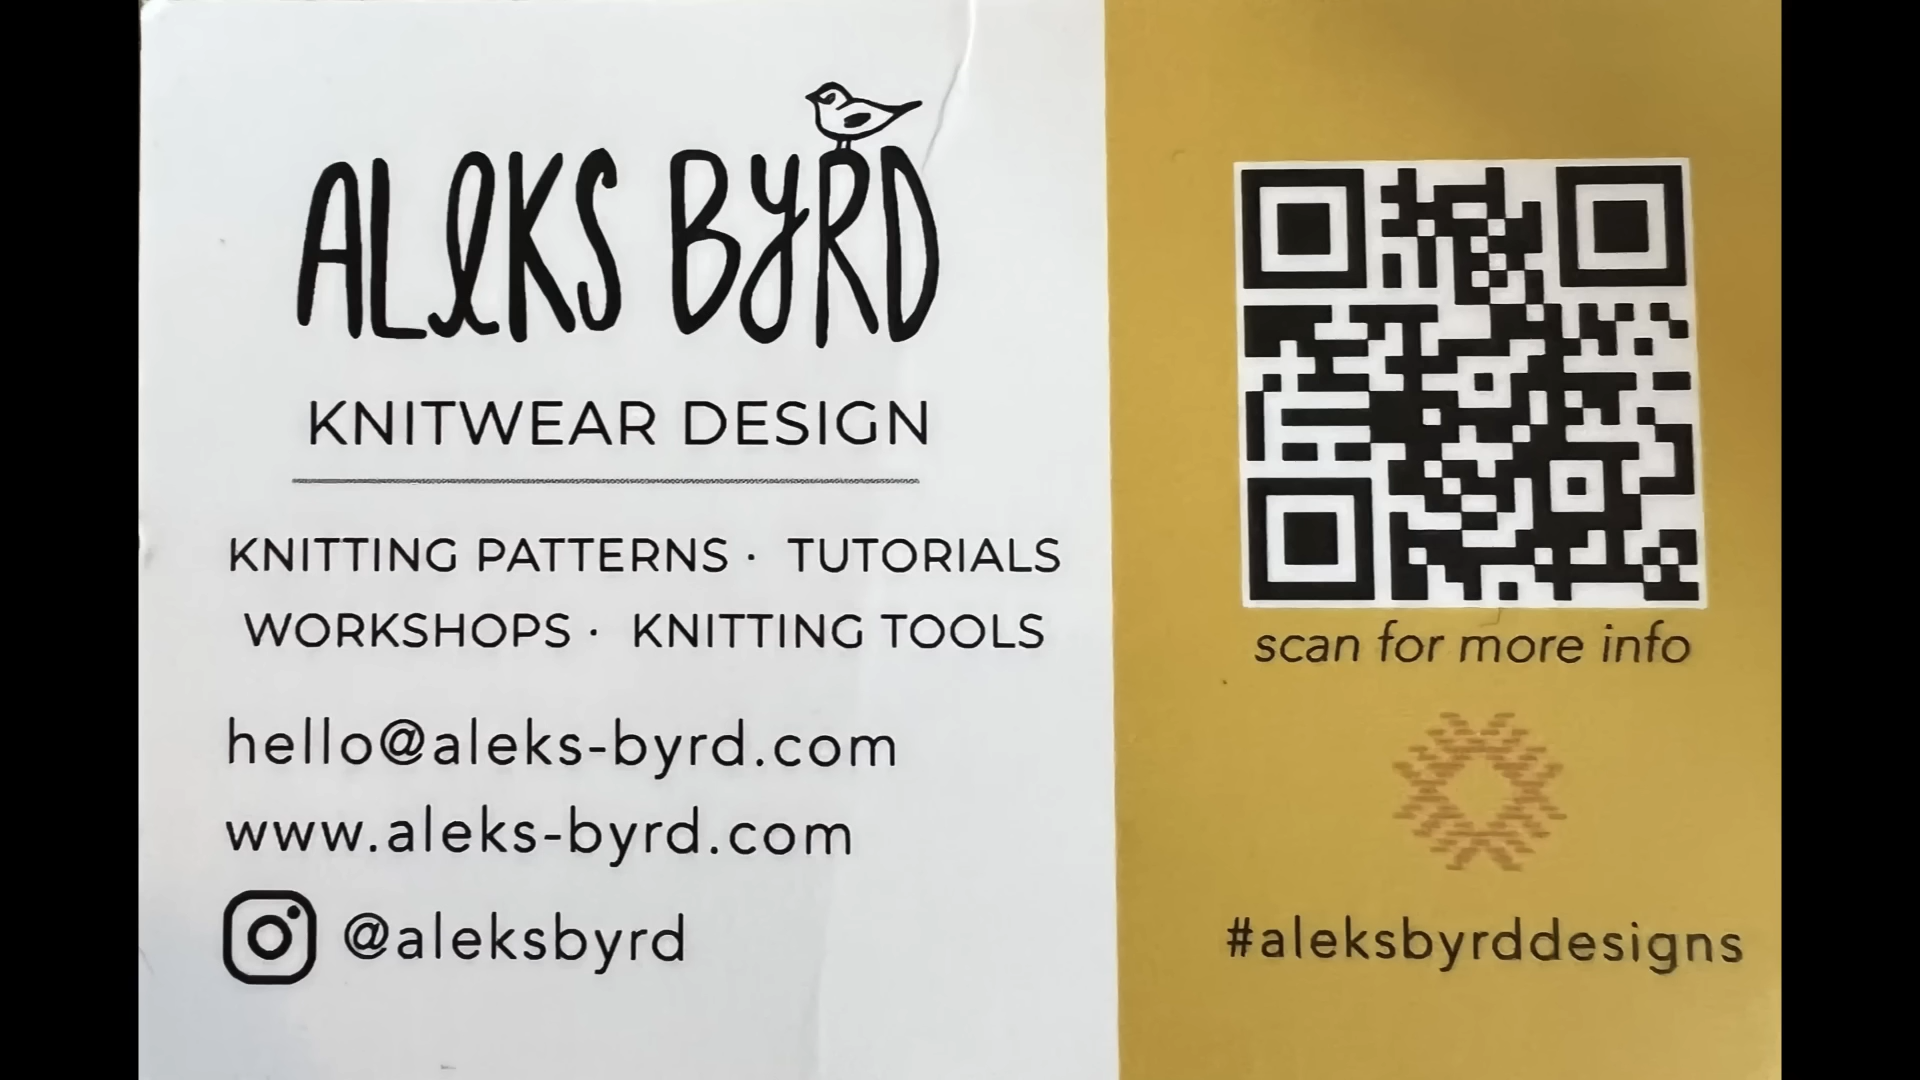 ALeKS BYRD
KNITWEAR DESIGN
KNITTING PATTERNS · TUTORIALS
WORKSHOPS · KNITTING TOOLS
hello@aleks-byrd.com
www.aleks-byrd.com
@aleksbyrd
scan for more info
#aleksbyrddesigns